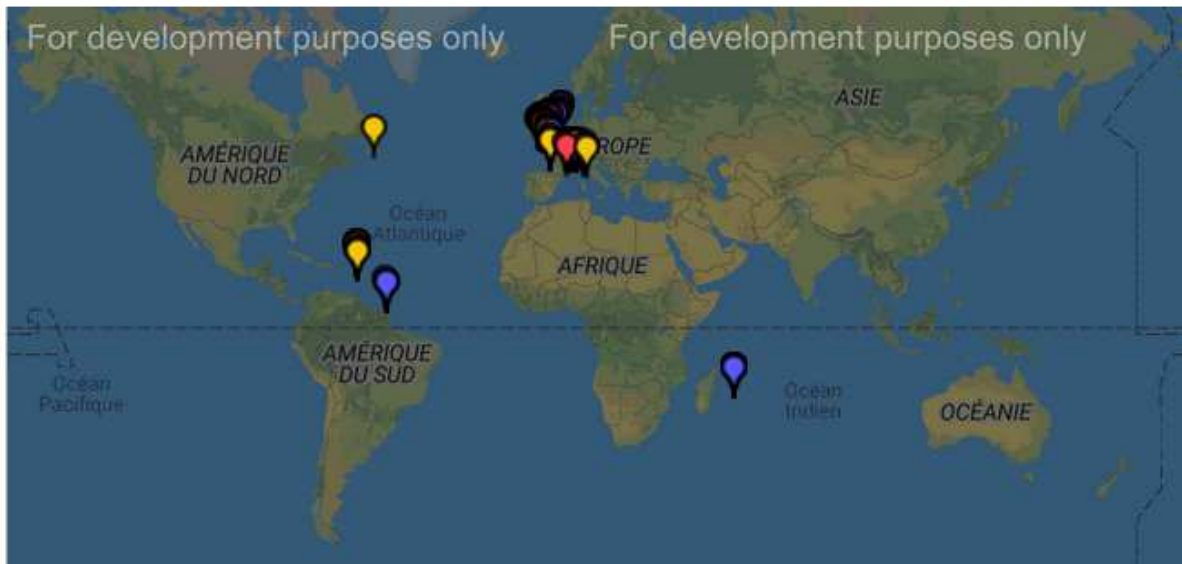 For development purposes only
For development purposes only
ASIE
AMÉRIQUE
DU NORD
ROPE
Océan
Atlantique
AFRIQUE
AMÉRIQUE
DU SUD
Océan
Pacifique
Océan
Indien
OCÉANIE